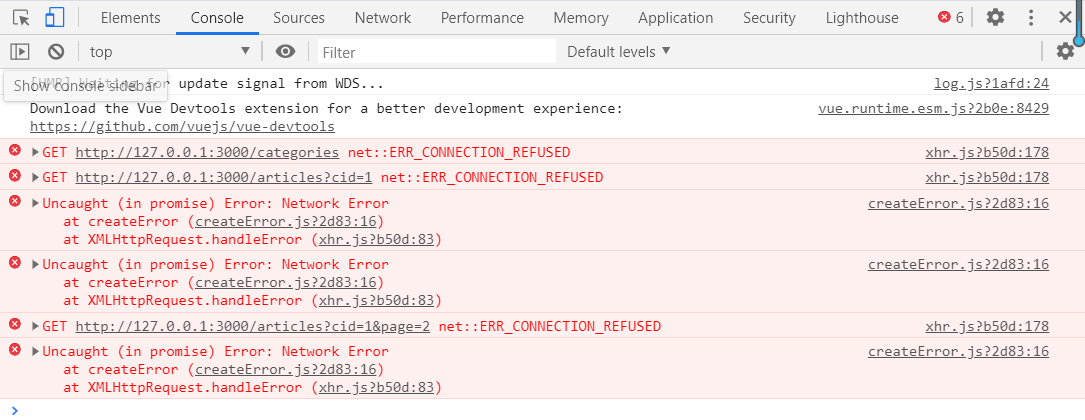 Elements Console Sources Network Performance Memory Application Security Lighthouse 6
top Filter Default levels
[HMR] Waiting for update signal from WDS... log.js?1afd:24
Show console sidebar
Download the Vue Devtools extension for a better development experience: vue.runtime.esm.js?2b0e:8429
https://github.com/vuejs/vue-devtools
GET http://127.0.0.1:3000/categories net::ERR_CONNECTION_REFUSED xhr.js?b50d:178
GET http://127.0.0.1:3000/articles?cid=1 net::ERR_CONNECTION_REFUSED xhr.js?b50d:178
Uncaught (in promise) Error: Network Error createError.js?2d83:16
at createError (createError.js?2d83:16)
at XMLHttpRequest.handleError (xhr.js?b50d:83)
Uncaught (in promise) Error: Network Error createError.js?2d83:16
at createError (createError.js?2d83:16)
at XMLHttpRequest.handleError (xhr.js?b50d:83)
GET http://127.0.0.1:3000/articles?cid=1&page=2 net::ERR_CONNECTION_REFUSED xhr.js?b50d:178
Uncaught (in promise) Error: Network Error createError.js?2d83:16
at createError (createError.js?2d83:16)
at XMLHttpRequest.handleError (xhr.js?b50d:83)